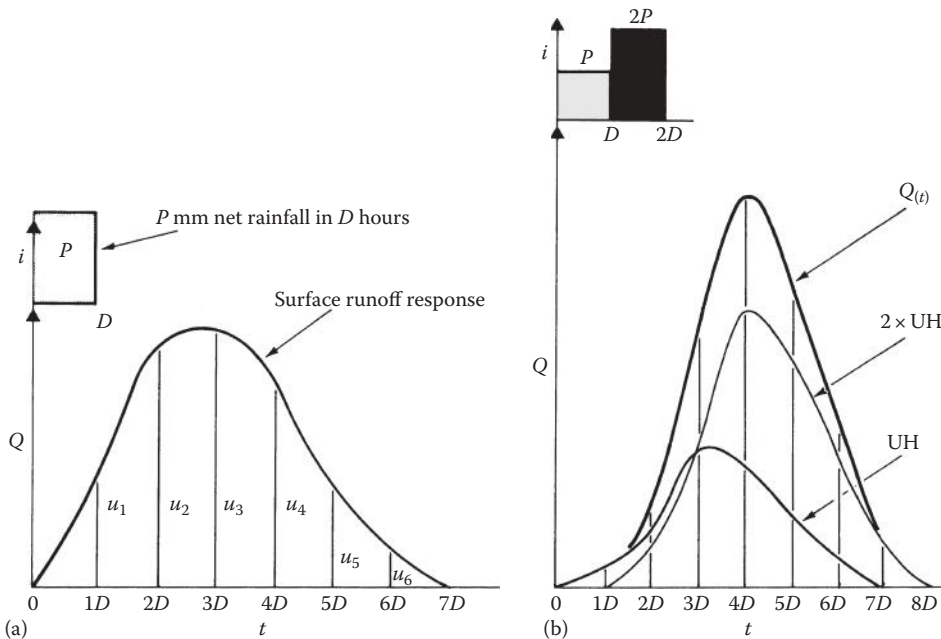 P mm net rainfall in D hours
i
P
D
Surface runoff response
Q
u₁
u₂
u₃
u₄
u₅
u₆
0 1D 2D 3D 4D 5D 6D 7D
(a)
t
2P
i
P
D 2D
Q₍t₎
2 × UH
Q
UH
0 1D 2D 3D 4D 5D 6D 7D 8D
(b)
t